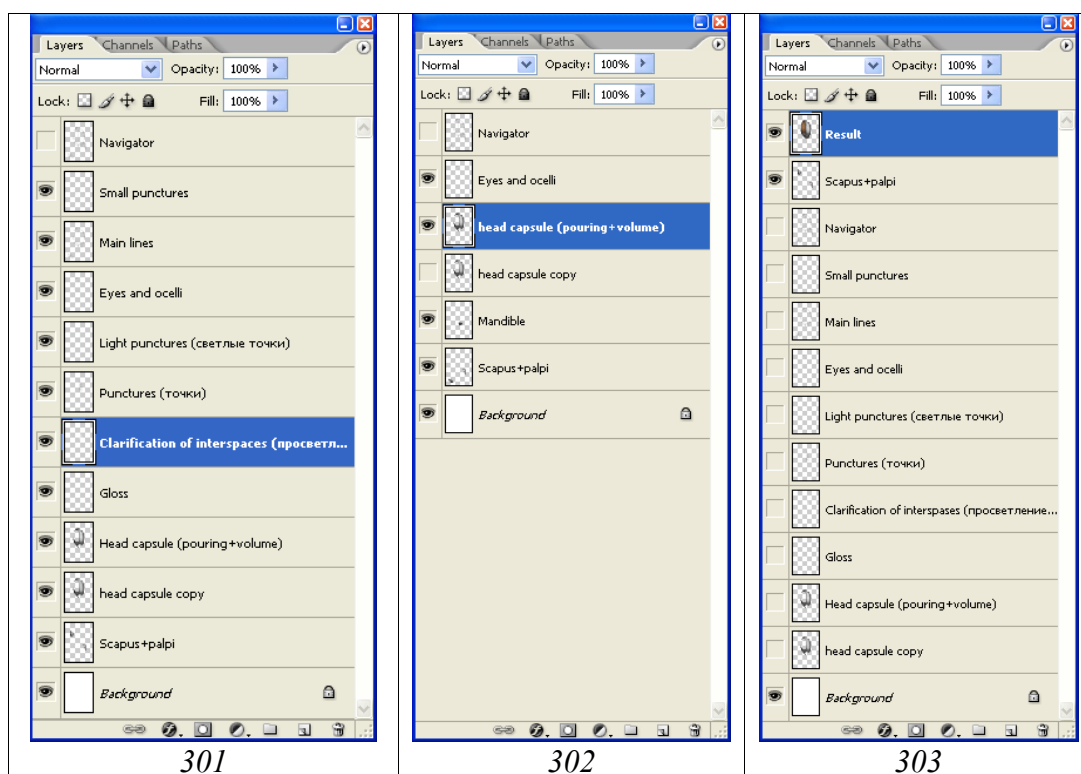 Layers Channels Paths
Normal Opacity: 100%
Lock: Fill: 100%
Navigator
Small punctures
Main lines
Eyes and ocelli
Light punctures (светлые точки)
Punctures (точки)
Clarification of interspaces (просветл...
Gloss
Head capsule (pouring+volume)
head capsule copy
Scapus+palpi
Background
301
Layers Channels Paths
Normal Opacity: 100%
Lock: Fill: 100%
Navigator
Eyes and ocelli
head capsule (pouring+volume)
head capsule copy
Mandible
Scapus+palpi
Background
302
Layers Channels Paths
Normal Opacity: 100%
Lock: Fill: 100%
Result
Scapus+palpi
Navigator
Small punctures
Main lines
Eyes and ocelli
Light punctures (светлые точки)
Punctures (точки)
Clarification of interspases (просветление...
Gloss
Head capsule (pouring+volume)
head capsule copy
Background
303